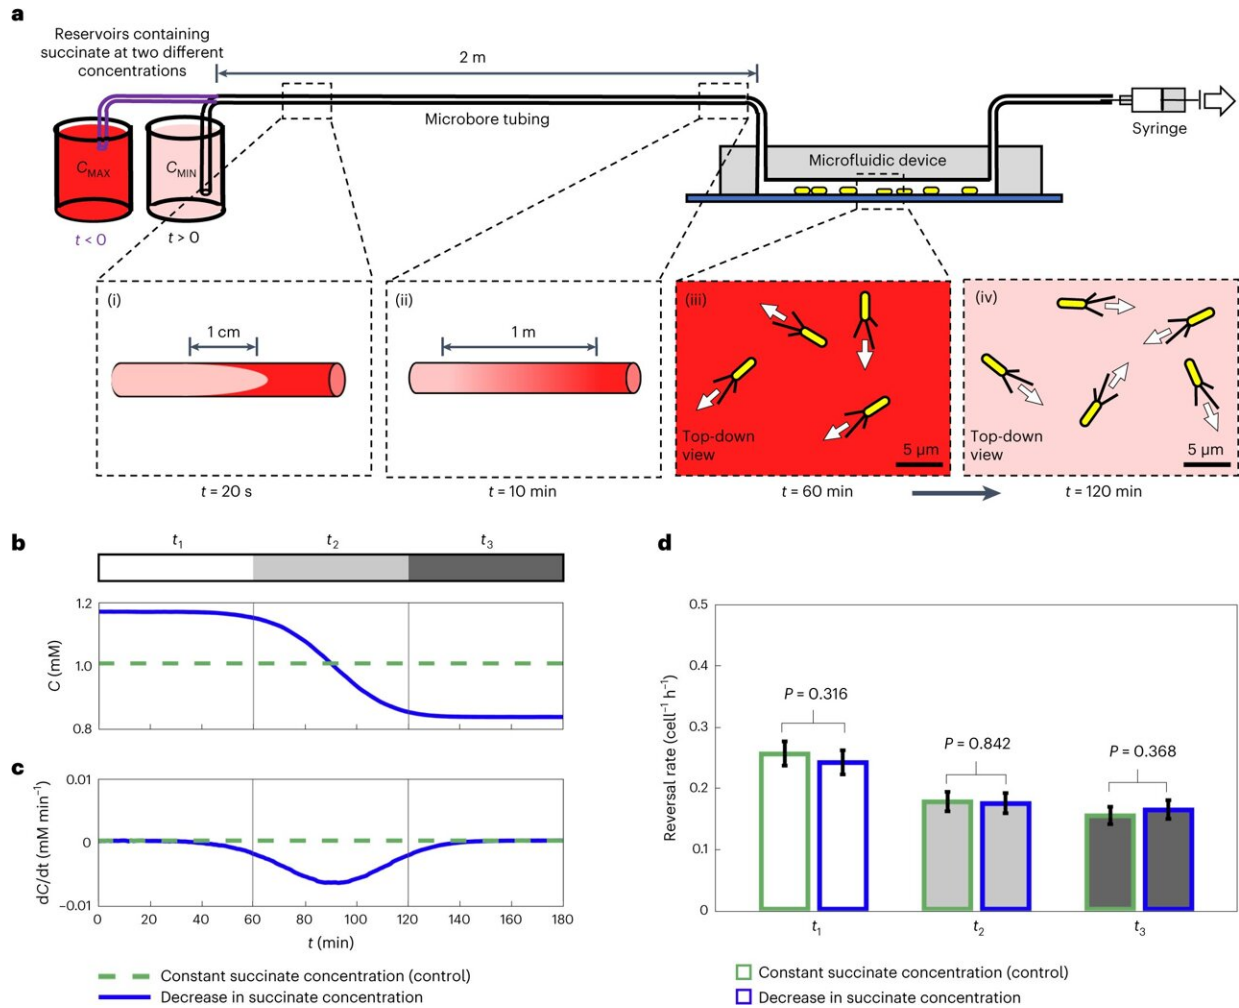 a
Reservoirs containing
succinate at two different
concentrations
2 m
Microbore tubing
Syringe
Microfluidic device
C_MAX
C_MIN
t < 0
t > 0
(i)
1 cm
(ii)
1 m
(iii)
Top-down
view
5 µm
(iv)
Top-down
view
5 µm
t = 20 s
t = 10 min
t = 60 min
t = 120 min
b
t₁
t₂
t₃
1.2
1.0
0.8
C (mM)
c
0.01
0
–0.01
dC/dt (mM min⁻¹)
0
20
40
60
80
100
120
140
160
180
t (min)
Constant succinate concentration (control)
Decrease in succinate concentration
d
0.5
0.4
0.3
0.2
0.1
0
Reversal rate (cell⁻¹ h⁻¹)
P = 0.316
P = 0.842
P = 0.368
t₁
t₂
t₃
Constant succinate concentration (control)
Decrease in succinate concentration